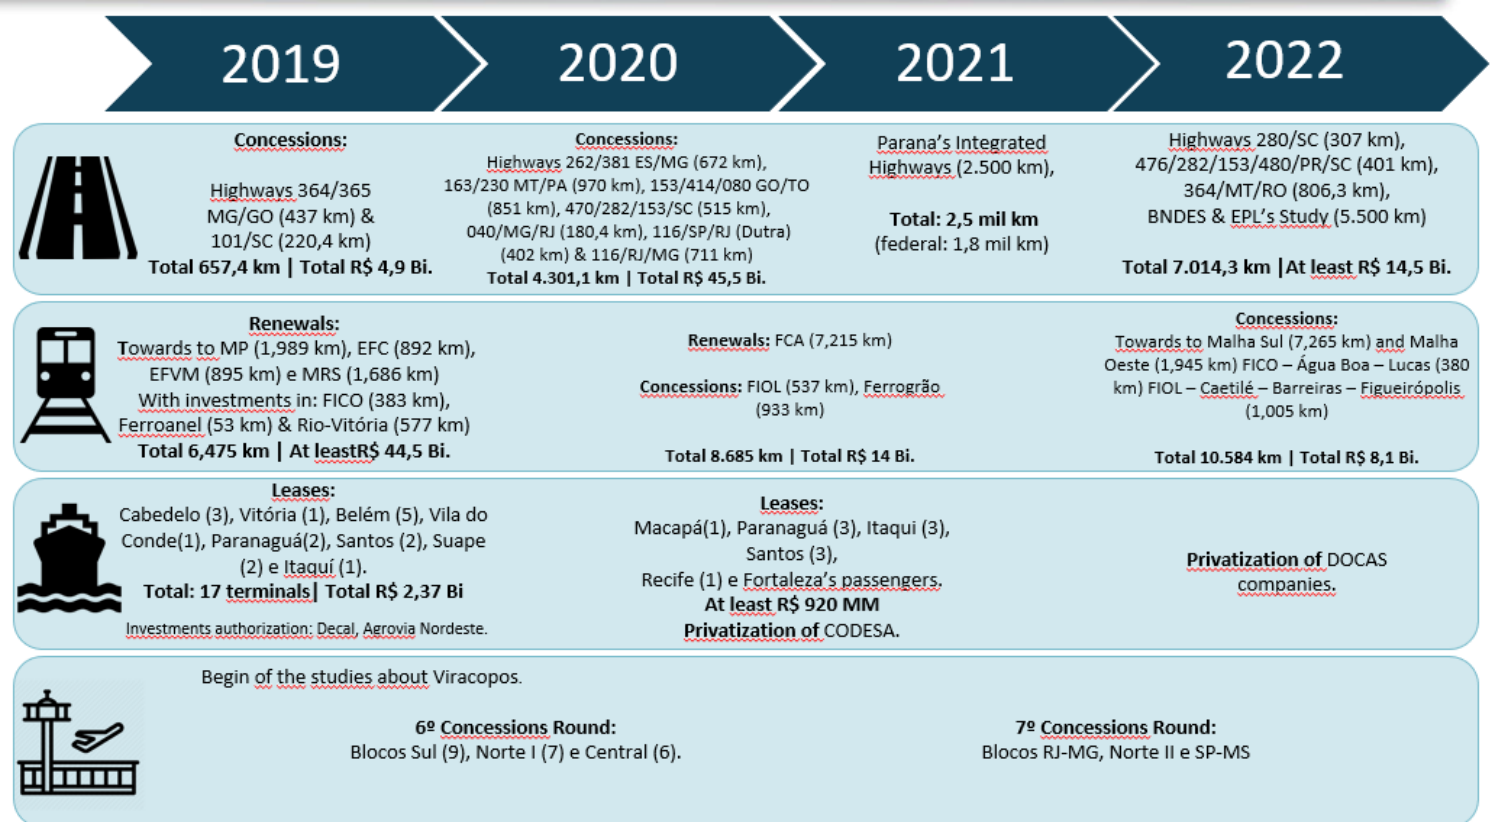 2019
2020
2021
2022
Concessions:
Highways 364/365
MG/GO (437 km) &
101/SC (220,4 km)
Total 657,4 km | Total R$ 4,9 Bi.
Concessions:
Highways 262/381 ES/MG (672 km),
163/230 MT/PA (970 km), 153/414/080 GO/TO
(851 km), 470/282/153/SC (515 km),
040/MG/RJ (180,4 km), 116/SP/RJ (Dutra)
(402 km) & 116/RJ/MG (711 km)
Total 4.301,1 km | Total R$ 45,5 Bi.
Parana’s Integrated
Highways (2.500 km),
Total: 2,5 mil km
(federal: 1,8 mil km)
Highways 280/SC (307 km),
476/282/153/480/PR/SC (401 km),
364/MT/RO (806,3 km),
BNDES & EPL’s Study (5.500 km)
Total 7.014,3 km |At least R$ 14,5 Bi.
Renewals:
Towards to MP (1,989 km), EFC (892 km),
EFVM (895 km) e MRS (1,686 km)
With investments in: FICO (383 km),
Ferroanel (53 km) & Rio-Vitória (577 km)
Total 6,475 km | At leastR$ 44,5 Bi.
Renewals: FCA (7,215 km)
Concessions: FIOL (537 km), Ferrogrão
(933 km)
Total 8.685 km | Total R$ 14 Bi.
Concessions:
Towards to Malha Sul (7,265 km) and Malha
Oeste (1,945 km) FICO – Água Boa – Lucas (380
km) FIOL – Caetilé – Barreiras – Figueirópolis
(1,005 km)
Total 10.584 km | Total R$ 8,1 Bi.
Leases:
Cabedelo (3), Vitória (1), Belém (5), Vila do
Conde(1), Paranaguá(2), Santos (2), Suape
(2) e Itaquí (1).
Total: 17 terminals| Total R$ 2,37 Bi
Investments authorization: Decal, Agrovia Nordeste.
Leases:
Macapá(1), Paranaguá (3), Itaqui (3),
Santos (3),
Recife (1) e Fortaleza’s passengers.
At least R$ 920 MM
Privatization of CODESA.
Privatization of DOCAS
companies.
Begin of the studies about Viracopos.
6º Concessions Round:
Blocos Sul (9), Norte I (7) e Central (6).
7º Concessions Round:
Blocos RJ-MG, Norte II e SP-MS